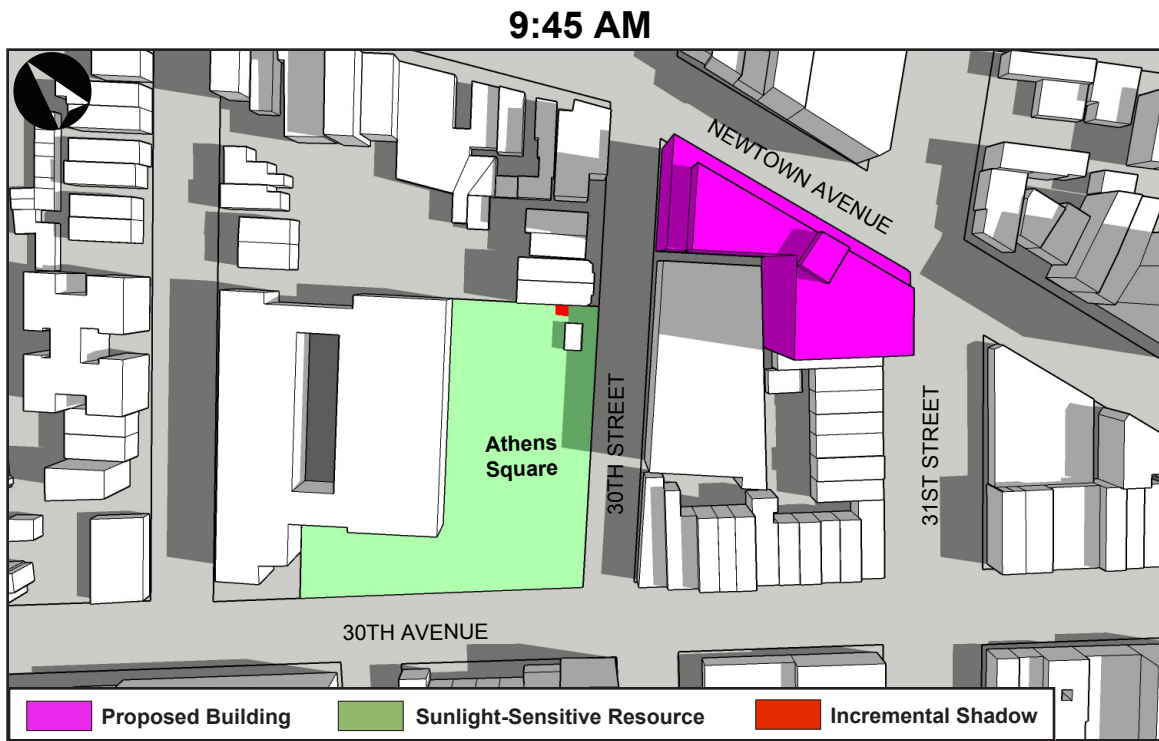 9:45 AM
NEWTOWN AVENUE
Athens
Square
30TH STREET
31ST STREET
30TH AVENUE
Proposed Building
Sunlight-Sensitive Resource
Incremental Shadow